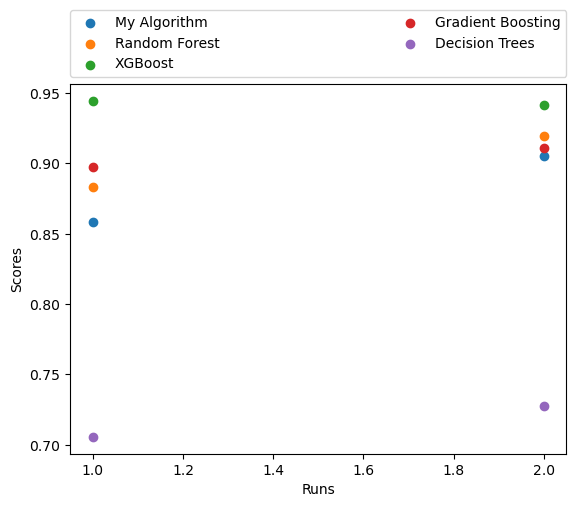 My Algorithm
Random Forest
XGBoost
Gradient Boosting
Decision Trees
0.95
0.90
0.85
0.80
0.75
0.70
Scores
1.0 1.2 1.4 1.6 1.8 2.0
Runs